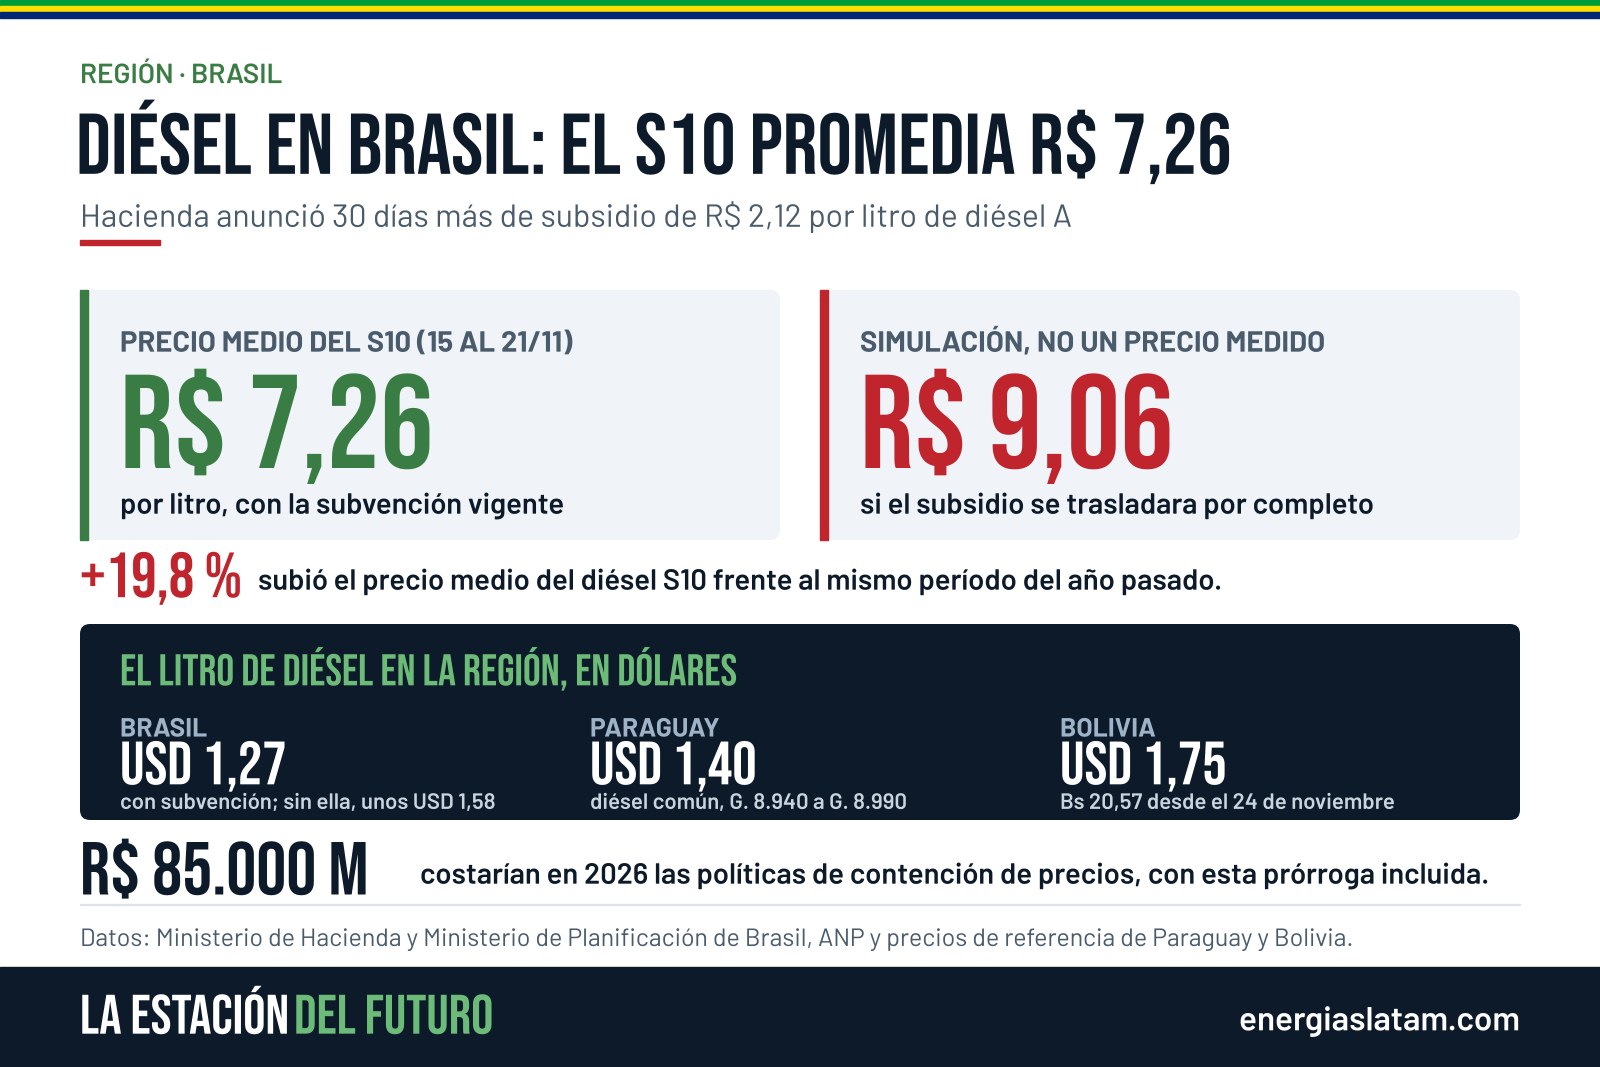 REGIÓN · BRASIL
DIÉSEL EN BRASIL: EL S10 PROMEDIA R$ 7,26
Hacienda anunció 30 días más de subsidio de R$ 2,12 por litro de diésel A
PRECIO MEDIO DEL S10 (15 AL 21/11)
R$ 7,26
por litro, con la subvención vigente
SIMULACIÓN, NO UN PRECIO MEDIDO
R$ 9,06
si el subsidio se trasladara por completo
+19,8 % subió el precio medio del diésel S10 frente al mismo período del año pasado.
EL LITRO DE DIÉSEL EN LA REGIÓN, EN DÓLARES
BRASIL
USD 1,27
con subvención; sin ella, unos USD 1,58
PARAGUAY
USD 1,40
diésel común, G. 8.940 a G. 8.990
BOLIVIA
USD 1,75
Bs 20,57 desde el 24 de noviembre
R$ 85.000 M costarían en 2026 las políticas de contención de precios, con esta prórroga incluida.
Datos: Ministerio de Hacienda y Ministerio de Planificación de Brasil, ANP y precios de referencia de Paraguay y Bolivia.
LA ESTACIÓN DEL FUTURO
energiaslatam.com